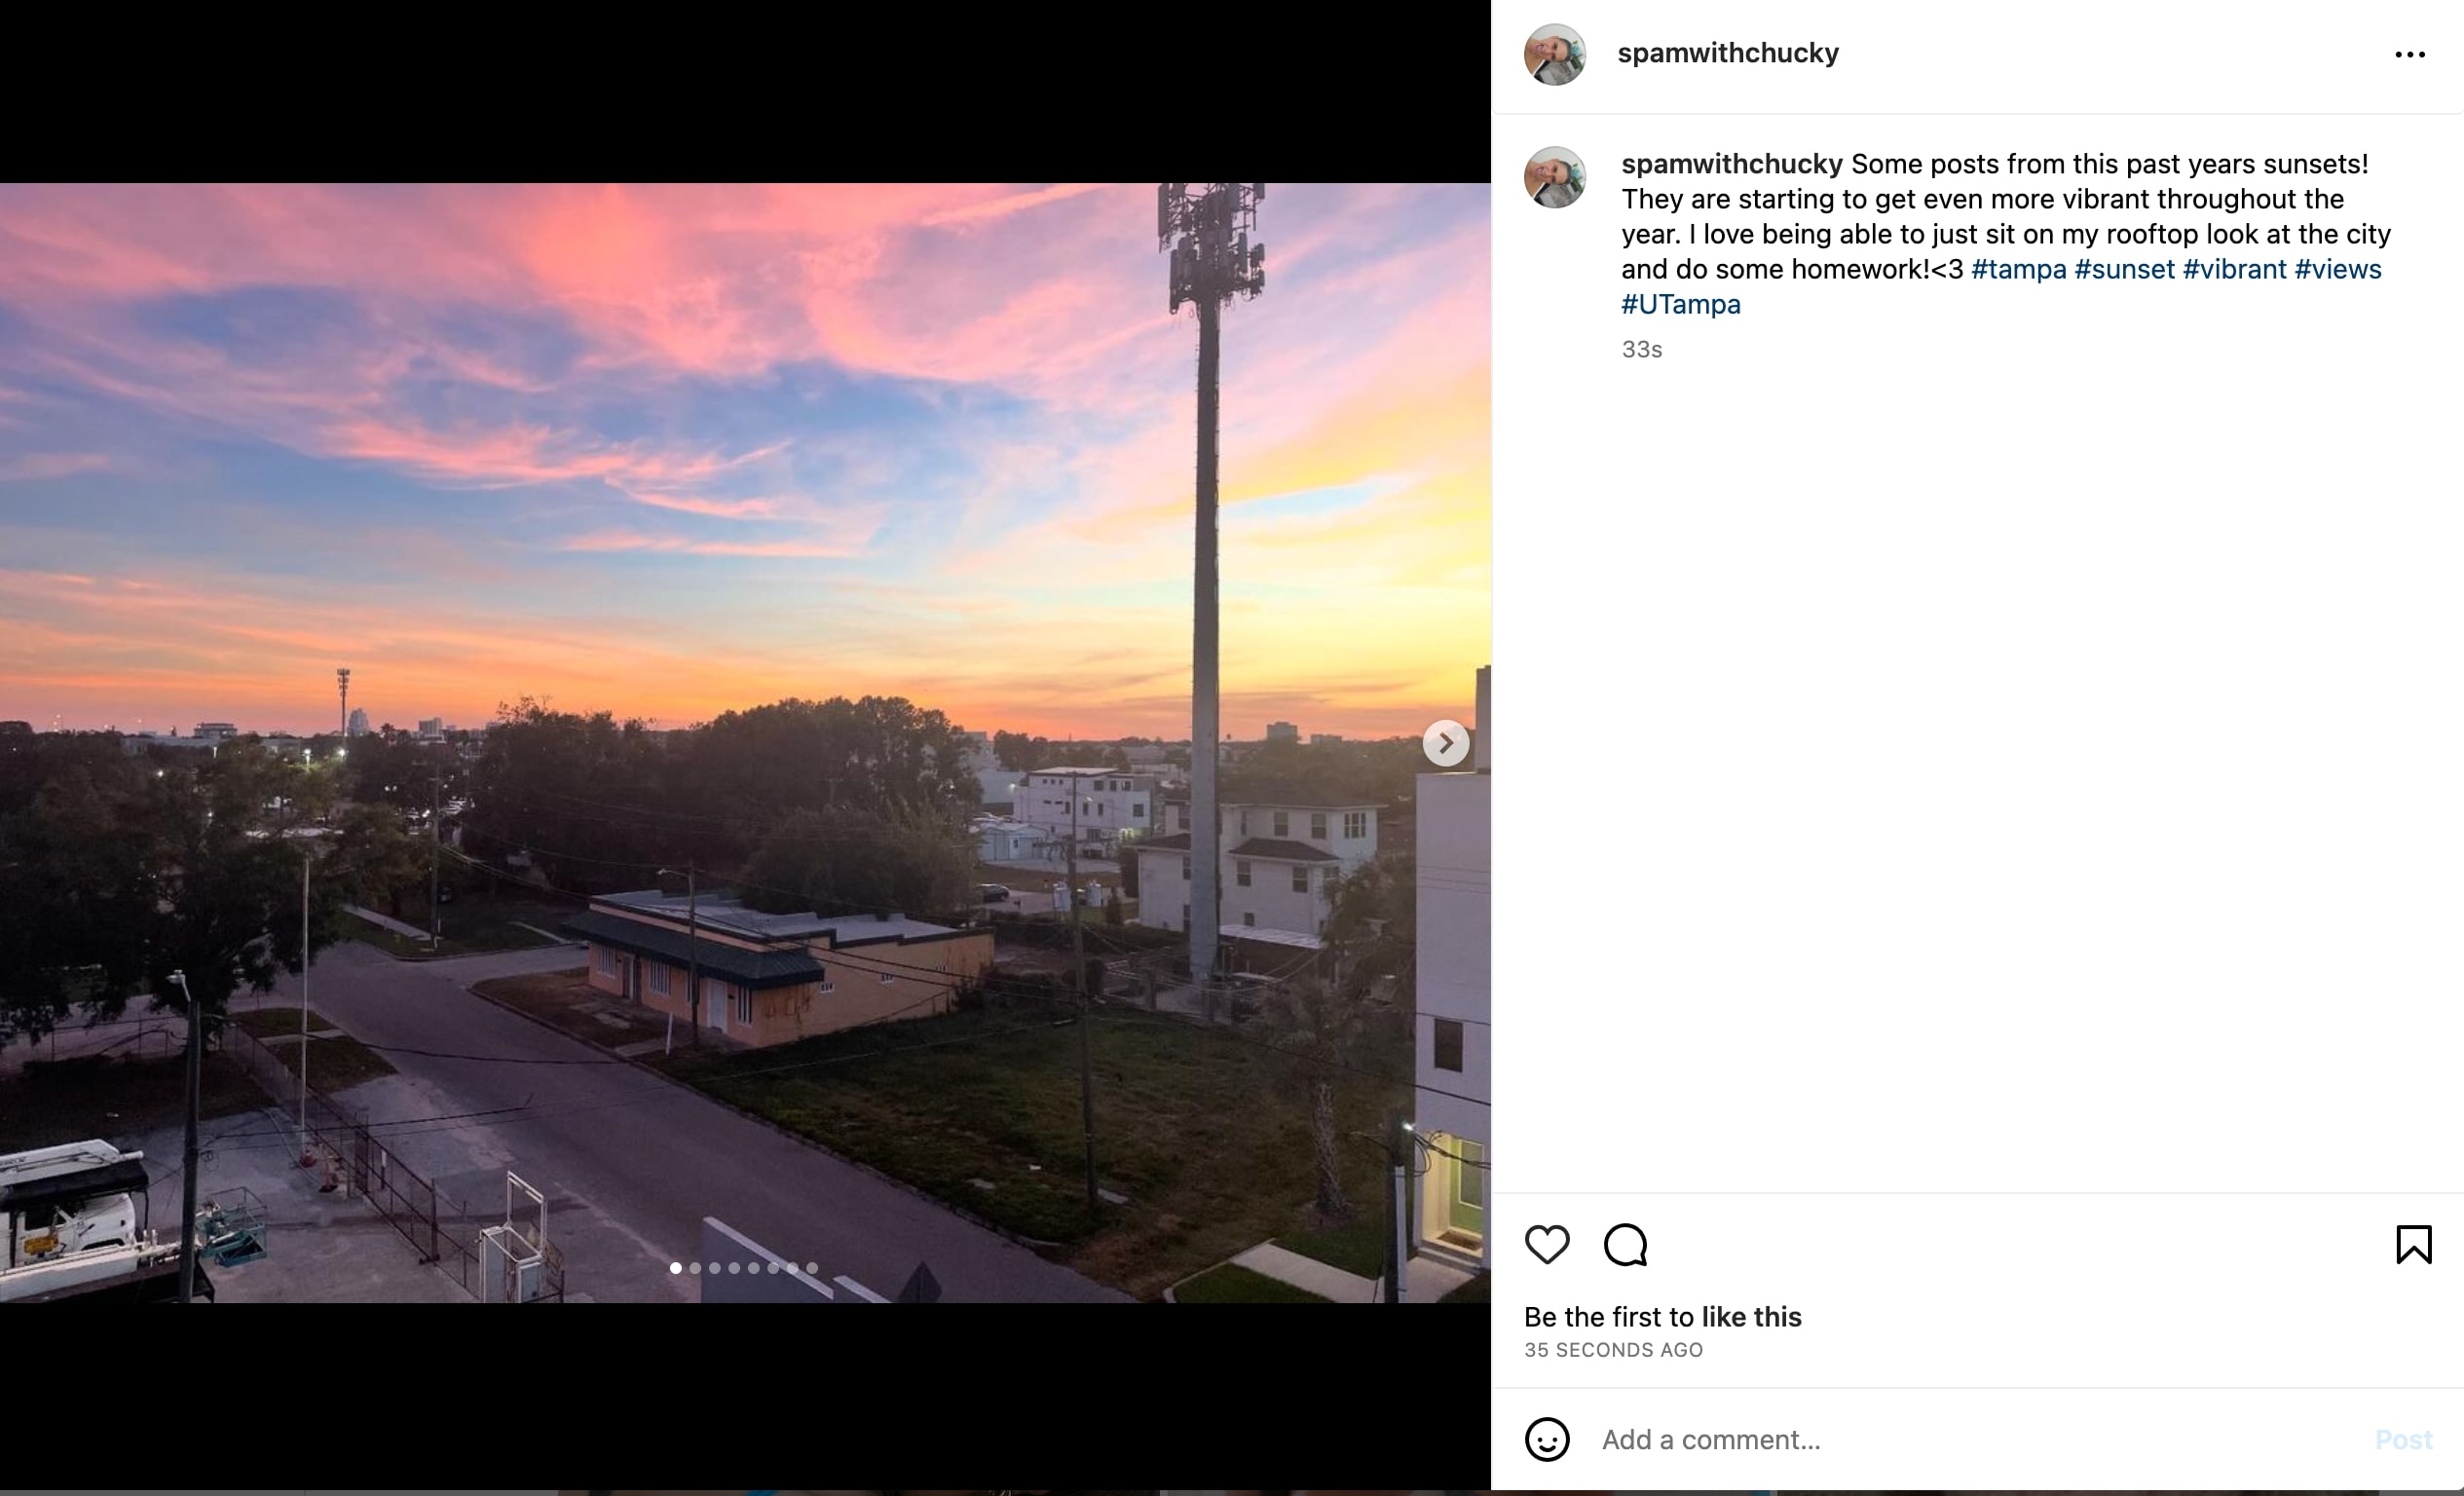 spamwithchucky
spamwithchucky Some posts from this past years sunsets!
They are starting to get even more vibrant throughout the
year. I love being able to just sit on my rooftop look at the city
and do some homework!<3 #tampa #sunset #vibrant #views
#UTampa
33s
Be the first to like this
35 SECONDS AGO
Add a comment...
Post